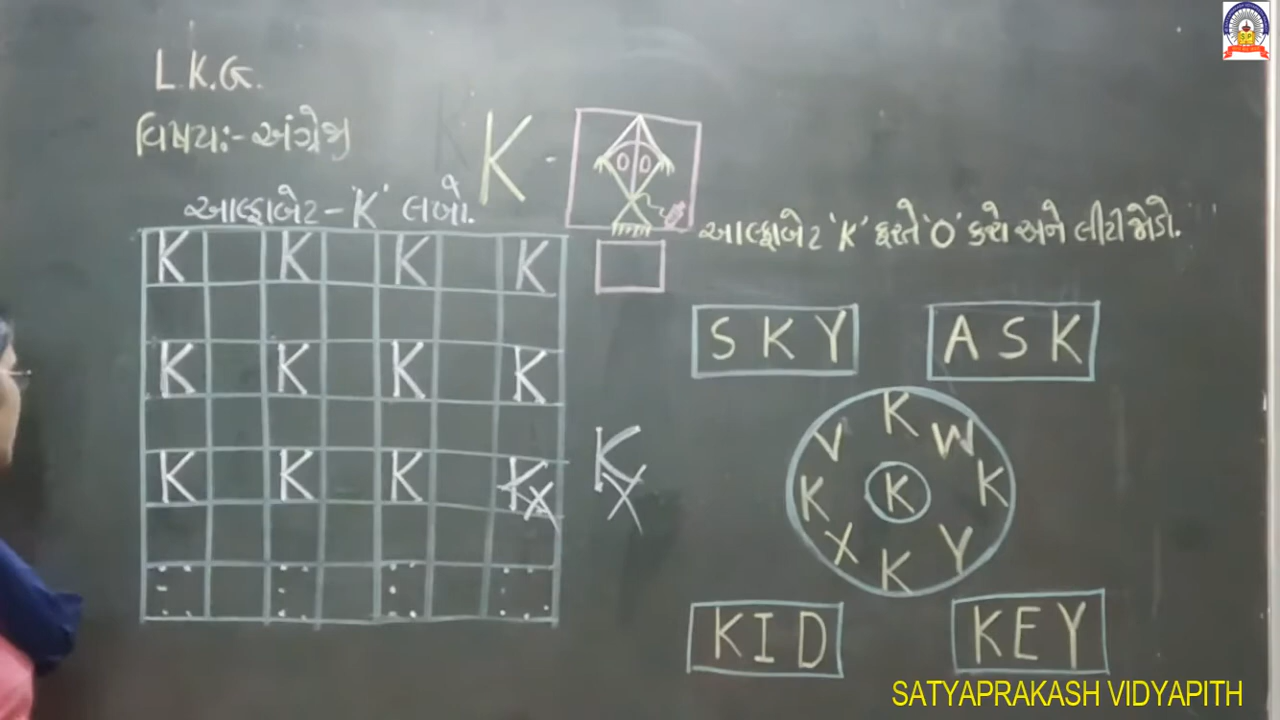 L.K.G.
વિષય:- અંગ્રેજી
K -
આલ્ફાબેટ - 'K' લખો.
K K K K
K K K K
K K K K
K
આલ્ફાબેટ 'K' ફરતે 'O' કરો અને લીટી જોડો.
SKY
ASK
K
V W
K K K
X Y
K
KID
KEY
SATYAPRAKASH VIDYAPITH